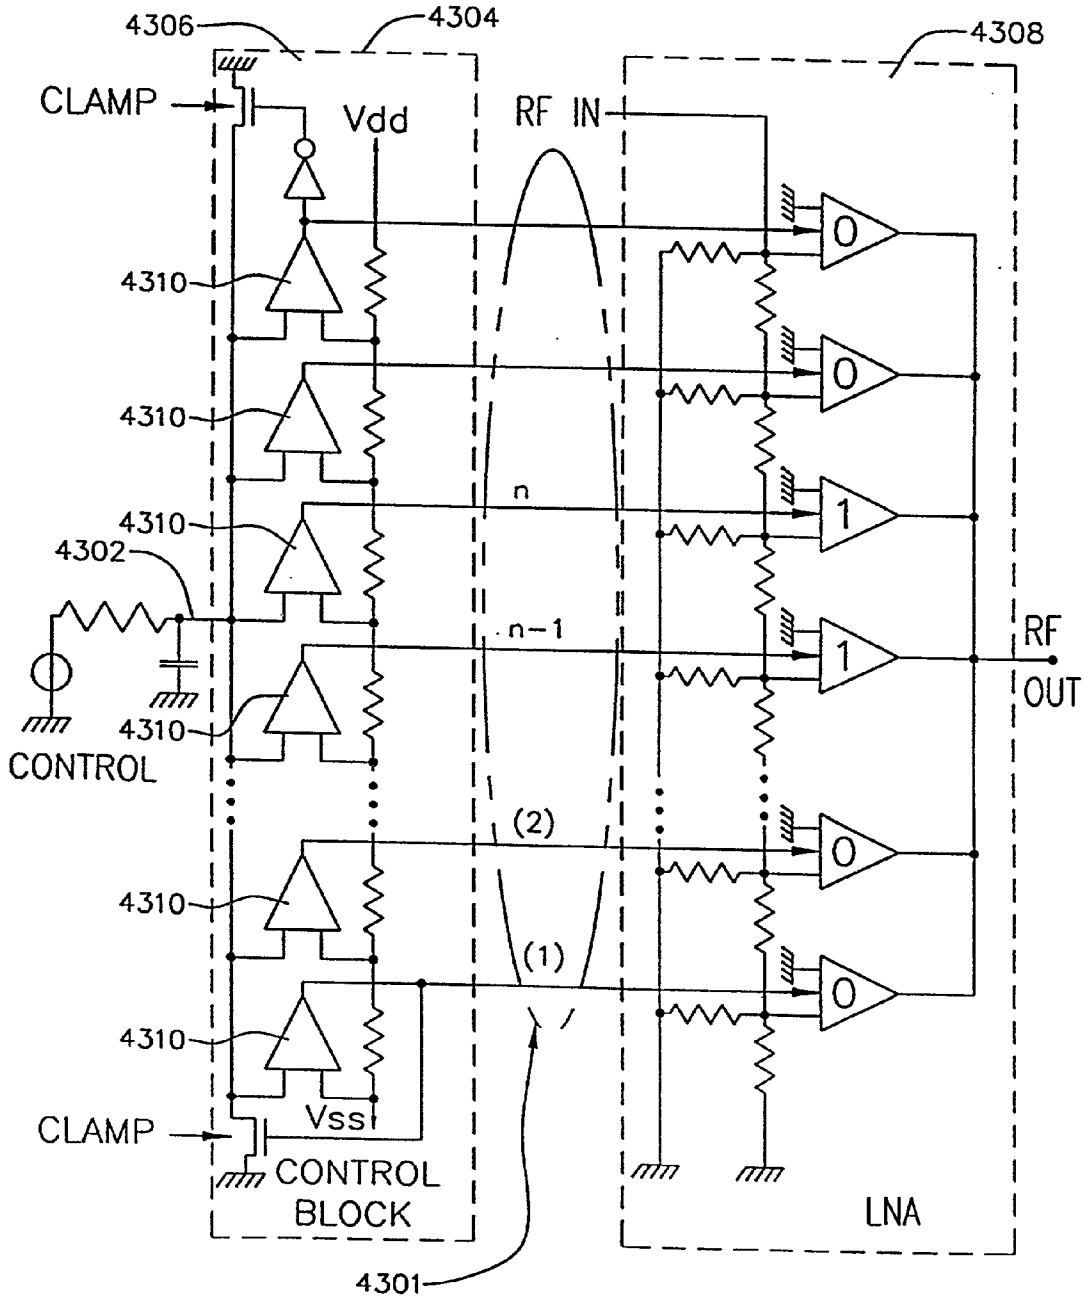 4306
4304
4308
CLAMP
Vdd
RF IN
0
4310
0
4310
n
1
4310
4302
n-1
1
RF
OUT
4310
CONTROL
(2)
0
4310
(1)
0
4310
Vss
CLAMP
CONTROL
BLOCK
LNA
4301